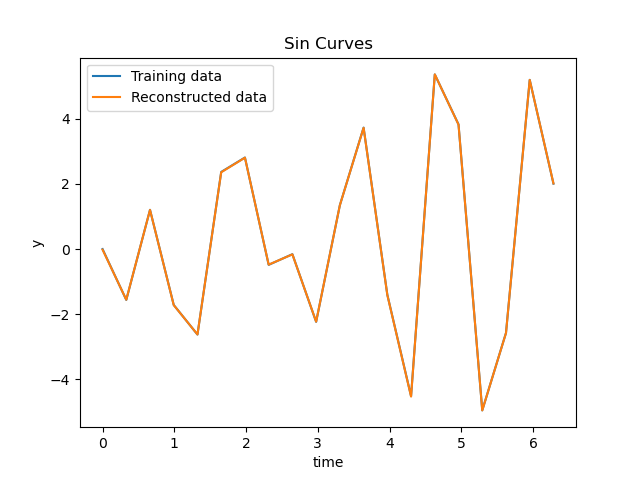 Sin Curves
Training data
Reconstructed data
4
2
0
−2
−4
y
0 1 2 3 4 5 6
time